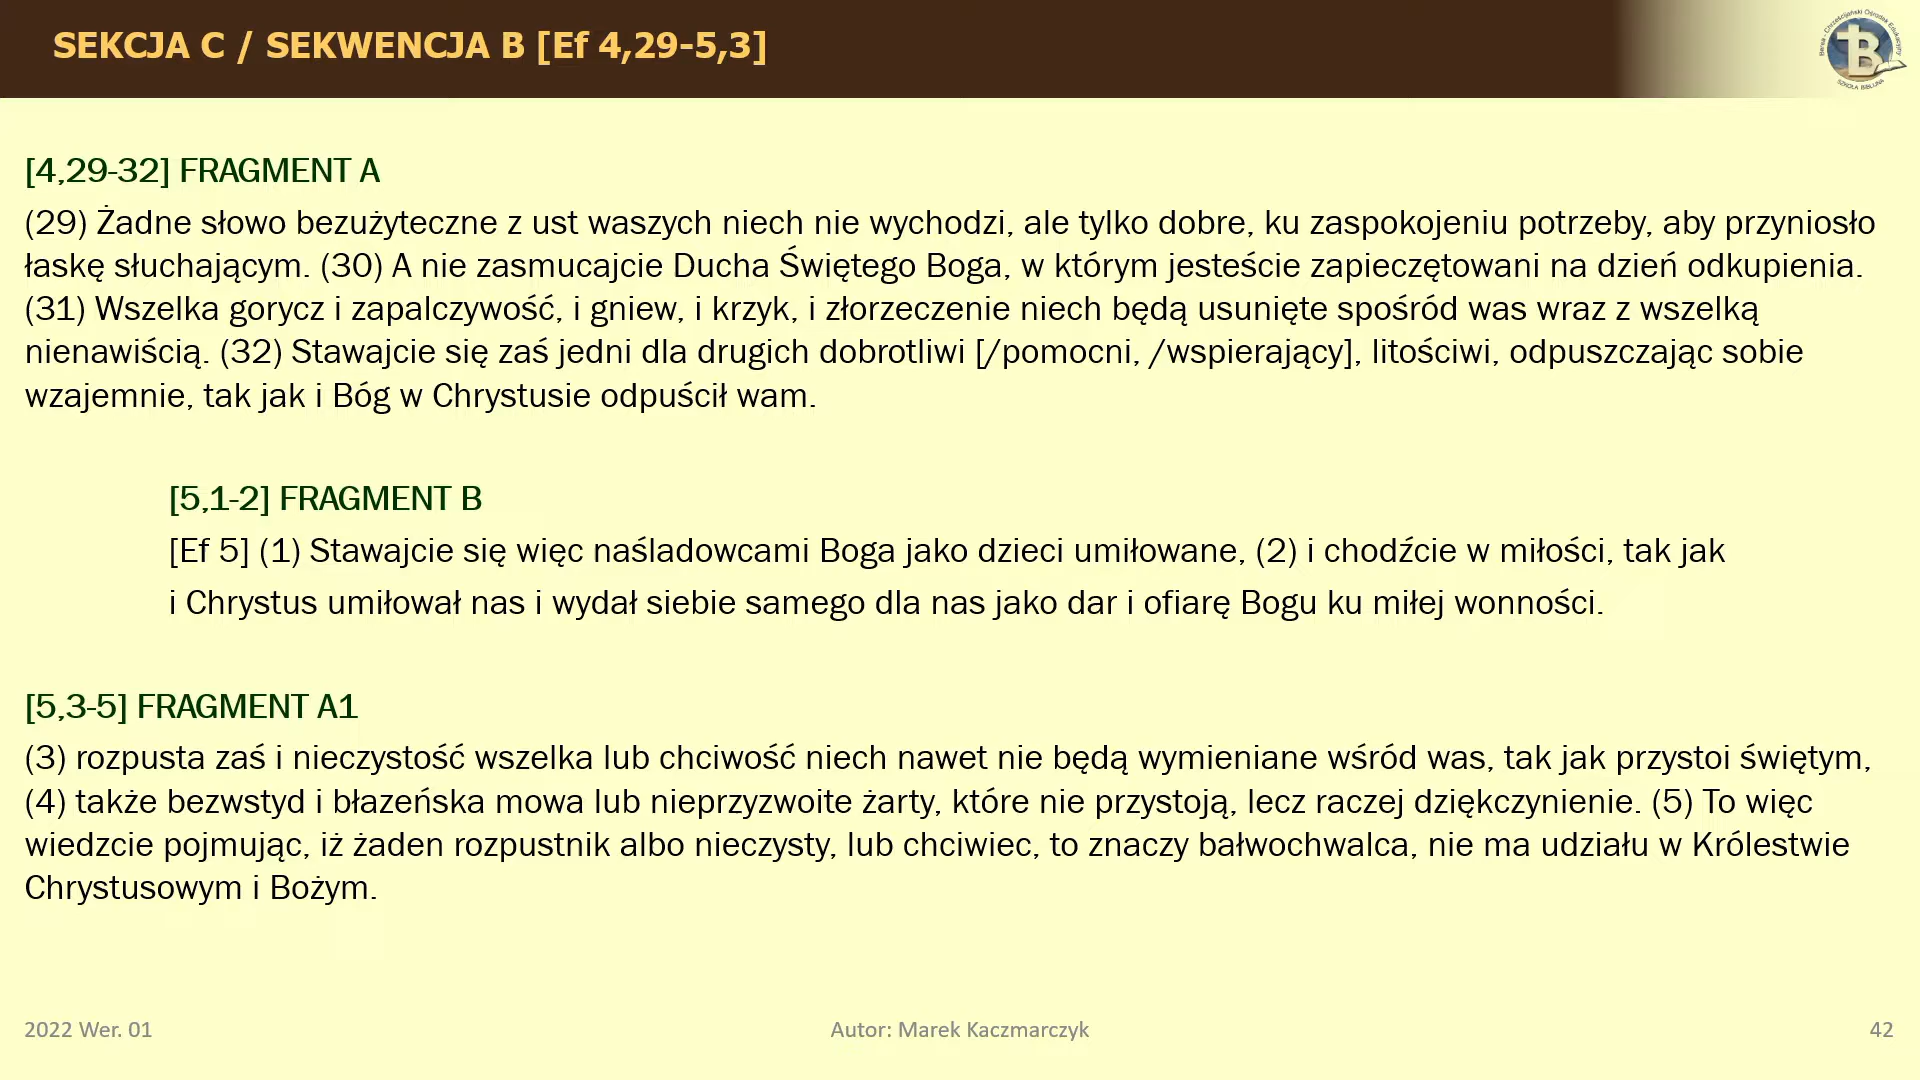 SEKCJA C / SEKWENCJA B [Ef 4,29-5,3]
[4,29-32] FRAGMENT A
(29) Żadne słowo bezużyteczne z ust waszych niech nie wychodzi, ale tylko dobre, ku zaspokojeniu potrzeby, aby przyniosło
łaskę słuchającym. (30) A nie zasmucajcie Ducha Świętego Boga, w którym jesteście zapieczętowani na dzień odkupienia.
(31) Wszelka gorycz i zapalczywość, i gniew, i krzyk, i złorzeczenie niech będą usunięte spośród was wraz z wszelką
nienawiścią. (32) Stawajcie się zaś jedni dla drugich dobrotliwi [/pomocni, /wspierający], litościwi, odpuszczając sobie
wzajemnie, tak jak i Bóg w Chrystusie odpuścił wam.
[5,1-2] FRAGMENT B
[Ef 5] (1) Stawajcie się więc naśladowcami Boga jako dzieci umiłowane, (2) i chodźcie w miłości, tak jak
i Chrystus umiłował nas i wydał siebie samego dla nas jako dar i ofiarę Bogu ku miłej wonności.
[5,3-5] FRAGMENT A1
(3) rozpusta zaś i nieczystość wszelka lub chciwość niech nawet nie będą wymieniane wśród was, tak jak przystoi świętym,
(4) także bezwstyd i błazeńska mowa lub nieprzyzwoite żarty, które nie przystoją, lecz raczej dziękczynienie. (5) To więc
wiedzcie pojmując, iż żaden rozpustnik albo nieczysty, lub chciwiec, to znaczy bałwochwalca, nie ma udziału w Królestwie
Chrystusowym i Bożym.
2022 Wer. 01
Autor: Marek Kaczmarczyk
42